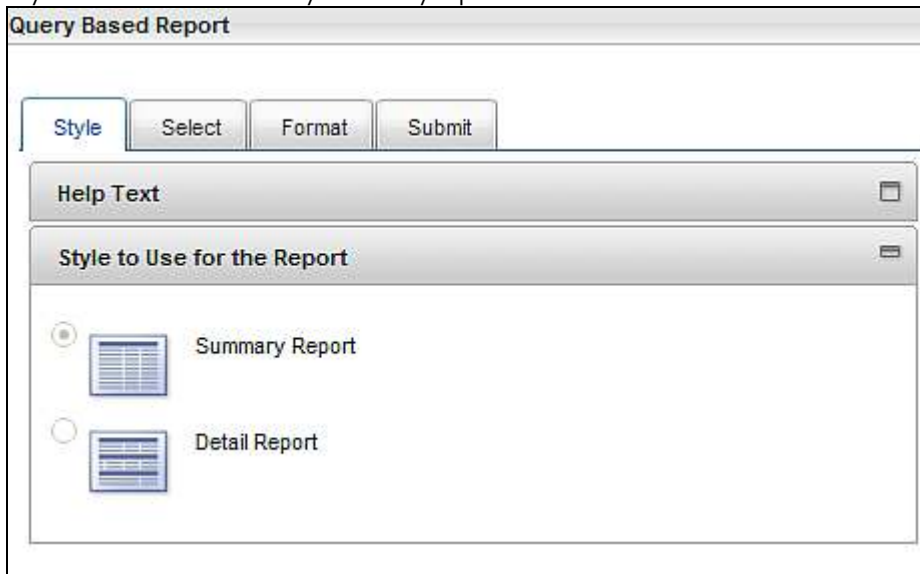 Query Based Report
Style
Select
Format
Submit
Help Text
Style to Use for the Report
Summary Report
Detail Report